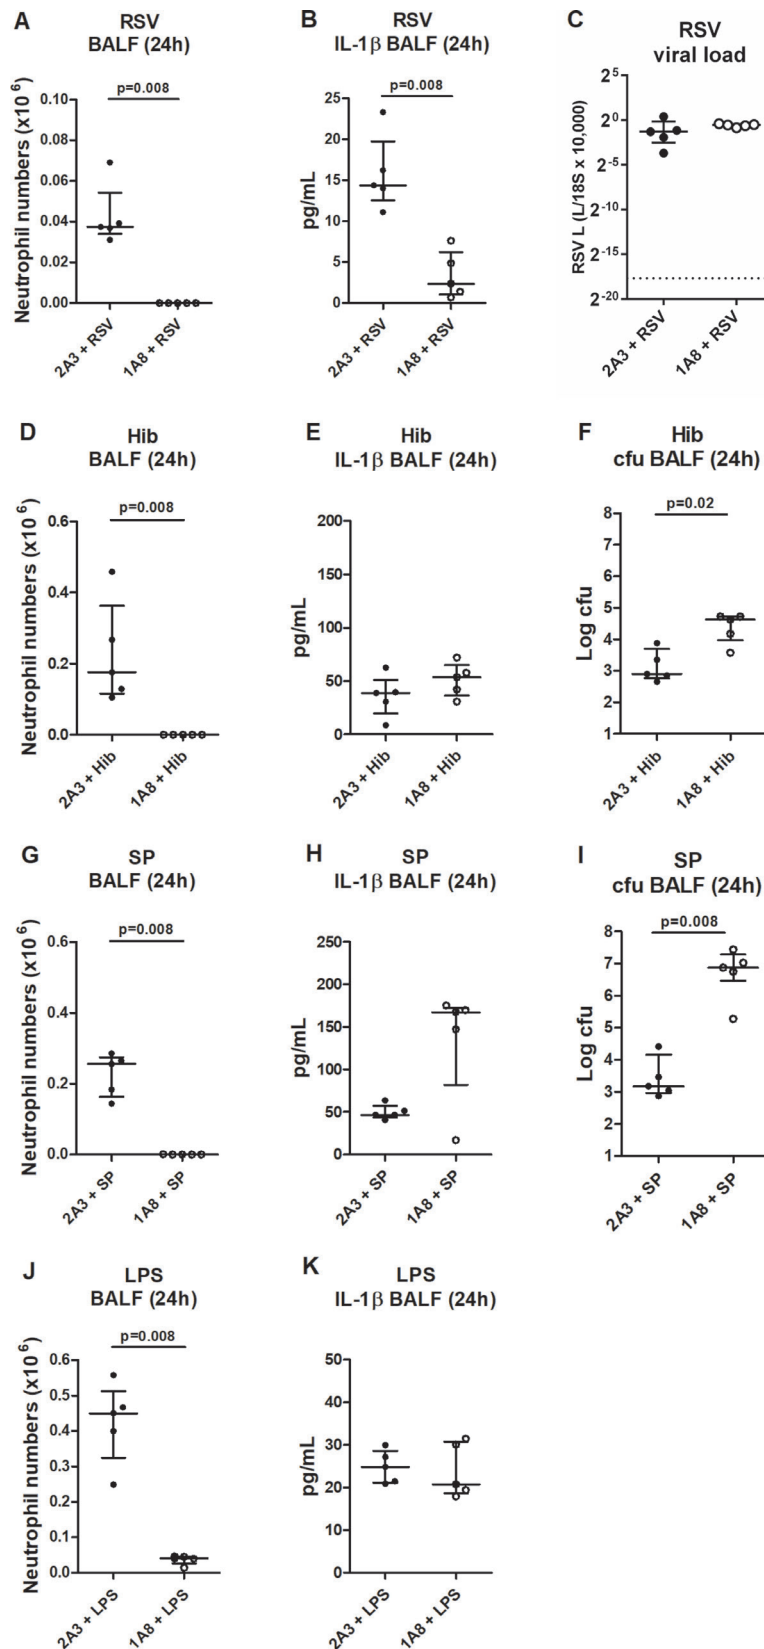 A
RSV
BALF (24h)
p=0.008
Neutrophil numbers (x10⁶)
0.10
0.08
0.06
0.04
0.02
0.00
2A3 + RSV
1A8 + RSV
B
RSV
IL-1β BALF (24h)
p=0.008
pg/mL
25
20
15
10
5
0
2A3 + RSV
1A8 + RSV
C
RSV
viral load
RSV L (L/18S x 10,000)
2⁵
2⁰
2⁻⁵
2⁻¹⁰
2⁻¹⁵
2⁻²⁰
2A3 + RSV
1A8 + RSV
D
Hib
BALF (24h)
p=0.008
Neutrophil numbers (x10⁶)
0.6
0.4
0.2
0.0
2A3 + Hib
1A8 + Hib
E
Hib
IL-1β BALF (24h)
pg/mL
200
150
100
50
0
2A3 + Hib
1A8 + Hib
F
Hib
cfu BALF (24h)
p=0.02
Log cfu
8
7
6
5
4
3
2
1
2A3 + Hib
1A8 + Hib
G
SP
BALF (24h)
p=0.008
Neutrophil numbers (x10⁶)
0.6
0.4
0.2
0.0
2A3 + SP
1A8 + SP
H
SP
IL-1β BALF (24h)
pg/mL
250
200
150
100
50
0
2A3 + SP
1A8 + SP
I
SP
cfu BALF (24h)
p=0.008
Log cfu
8
7
6
5
4
3
2
1
2A3 + SP
1A8 + SP
J
LPS
BALF (24h)
p=0.008
Neutrophil numbers (x10⁶)
0.6
0.5
0.4
0.3
0.2
0.1
0.0
2A3 + LPS
1A8 + LPS
K
LPS
IL-1β BALF (24h)
pg/mL
50
40
30
20
10
0
2A3 + LPS
1A8 + LPS